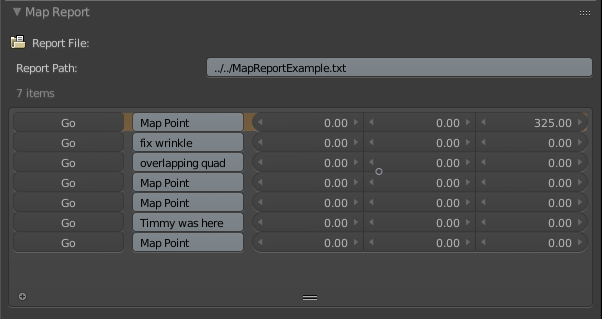 Map Report
Report File:
Report Path: ../../MapReportExample.txt
7 items
Go Map Point 0.00 0.00 325.00
Go fix wrinkle 0.00 0.00 0.00
Go overlapping quad 0.00 0.00 0.00
Go Map Point 0.00 0.00 0.00
Go Map Point 0.00 0.00 0.00
Go Timmy was here 0.00 0.00 0.00
Go Map Point 0.00 0.00 0.00